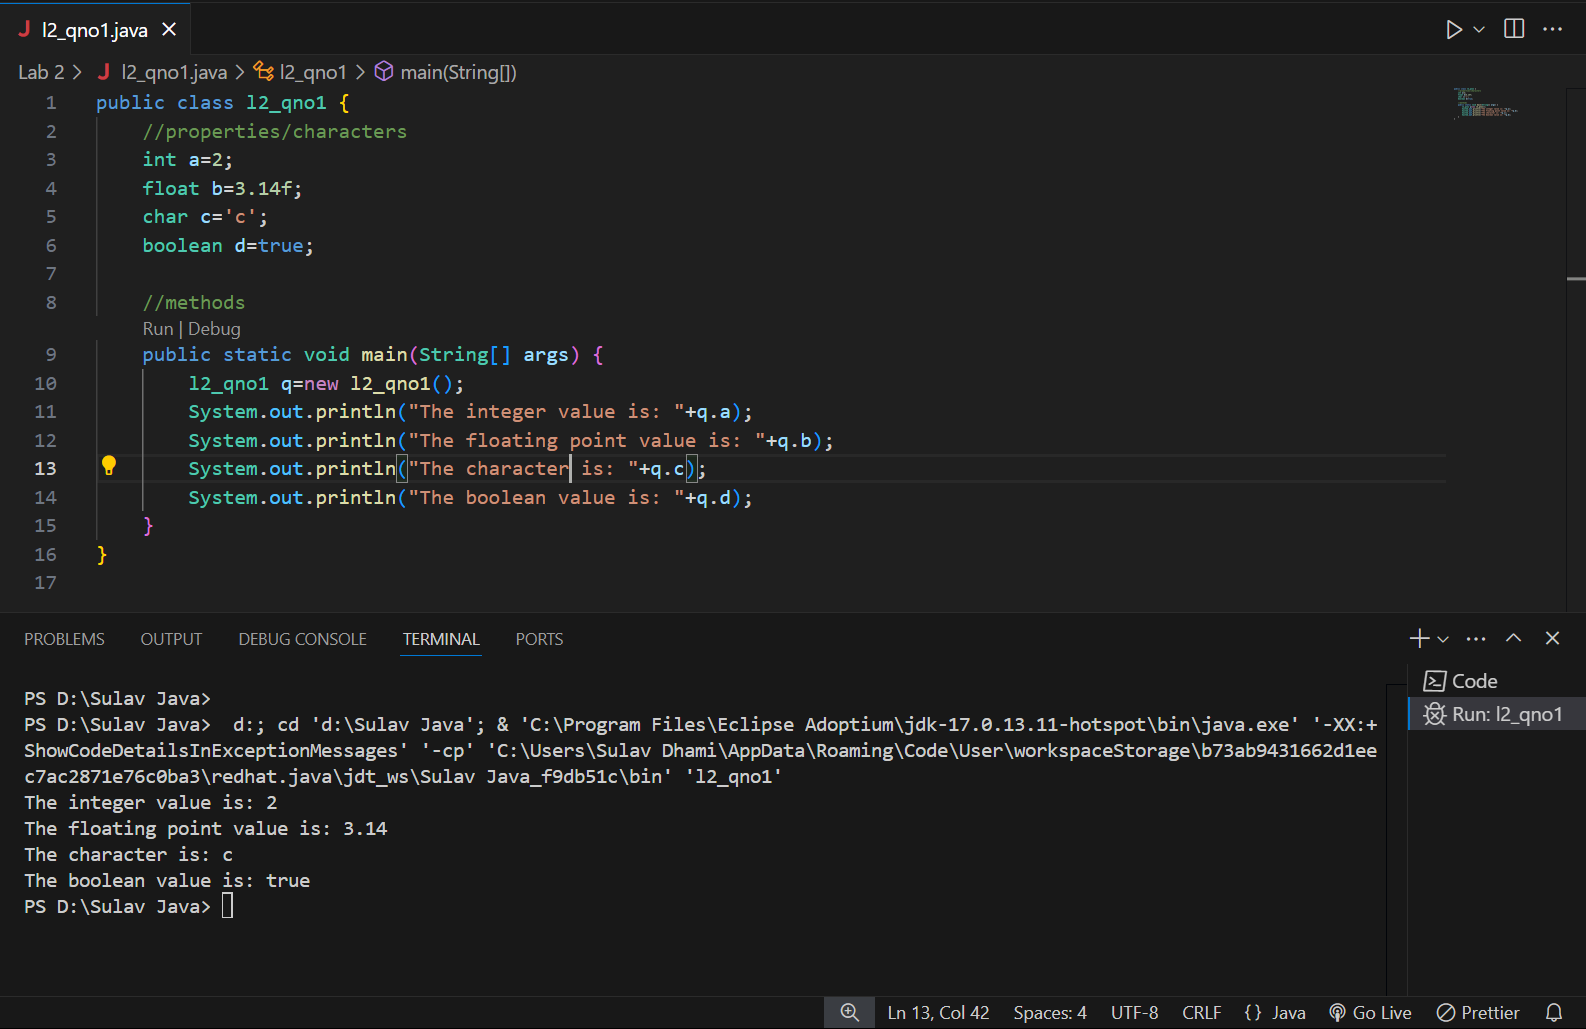 J l2_qno1.java
Lab 2 > J l2_qno1.java > l2_qno1 > main(String[])
1 public class l2_qno1 {
2     //properties/characters
3     int a=2;
4     float b=3.14f;
5     char c='c';
6     boolean d=true;
7
8     //methods
Run | Debug
9     public static void main(String[] args) {
10         l2_qno1 q=new l2_qno1();
11         System.out.println("The integer value is: "+q.a);
12         System.out.println("The floating point value is: "+q.b);
13         System.out.println("The character is: "+q.c);
14         System.out.println("The boolean value is: "+q.d);
15     }
16 }
17
PROBLEMS OUTPUT DEBUG CONSOLE TERMINAL PORTS
Code
Run: l2_qno1
PS D:\Sulav Java>
PS D:\Sulav Java>  d:; cd 'd:\Sulav Java'; & 'C:\Program Files\Eclipse Adoptium\jdk-17.0.13.11-hotspot\bin\java.exe' '-XX:+
ShowCodeDetailsInExceptionMessages' '-cp' 'C:\Users\Sulav Dhami\AppData\Roaming\Code\User\workspaceStorage\b73ab9431662d1ee
c7ac2871e76c0ba3\redhat.java\jdt_ws\Sulav Java_f9db51c\bin' 'l2_qno1'
The integer value is: 2
The floating point value is: 3.14
The character is: c
The boolean value is: true
PS D:\Sulav Java>
Ln 13, Col 42 Spaces: 4 UTF-8 CRLF {} Java Go Live Prettier